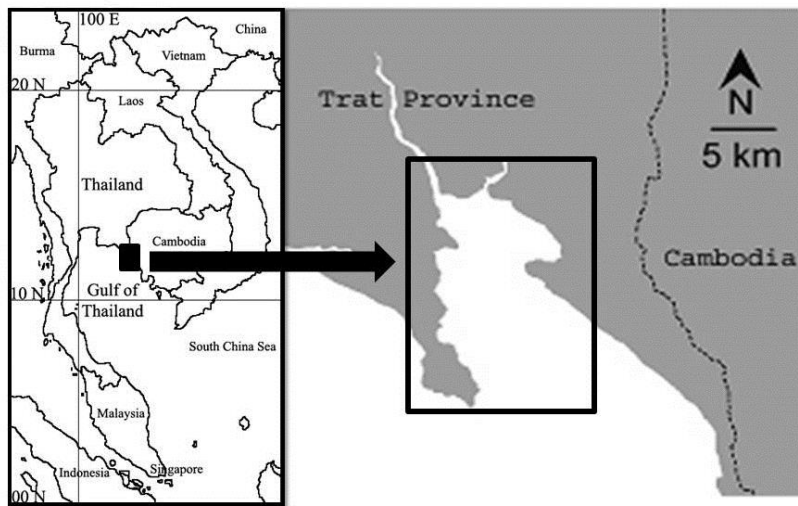 100 E
China
Burma
Vietnam
20 N
Laos
Thailand
Cambodia
10 N
Gulf of
Thailand
South China Sea
Malaysia
Indonesia
Singapore
00 N
Trat Province
N
5 km
Cambodia